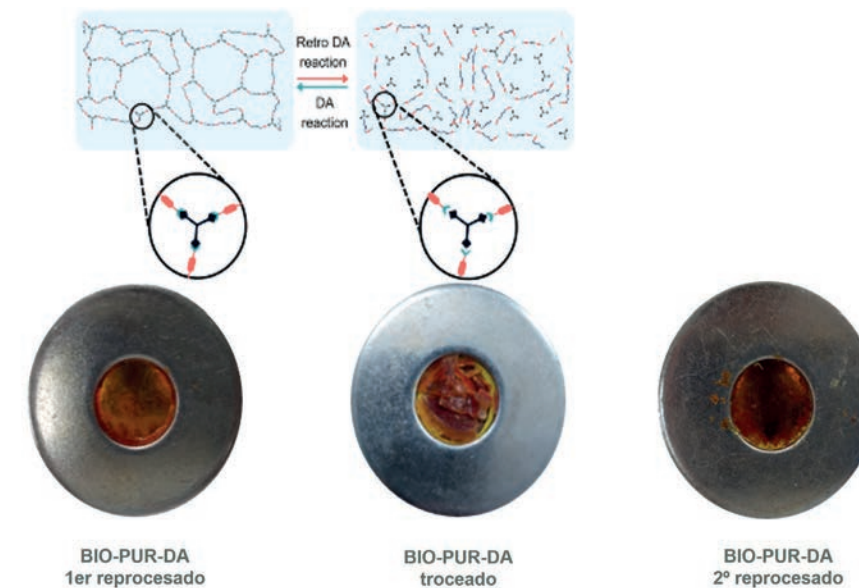 Retro DA
reaction
DA
reaction
BIO-PUR-DA
1er reprocesado
BIO-PUR-DA
troceado
BIO-PUR-DA
2º reprocesado